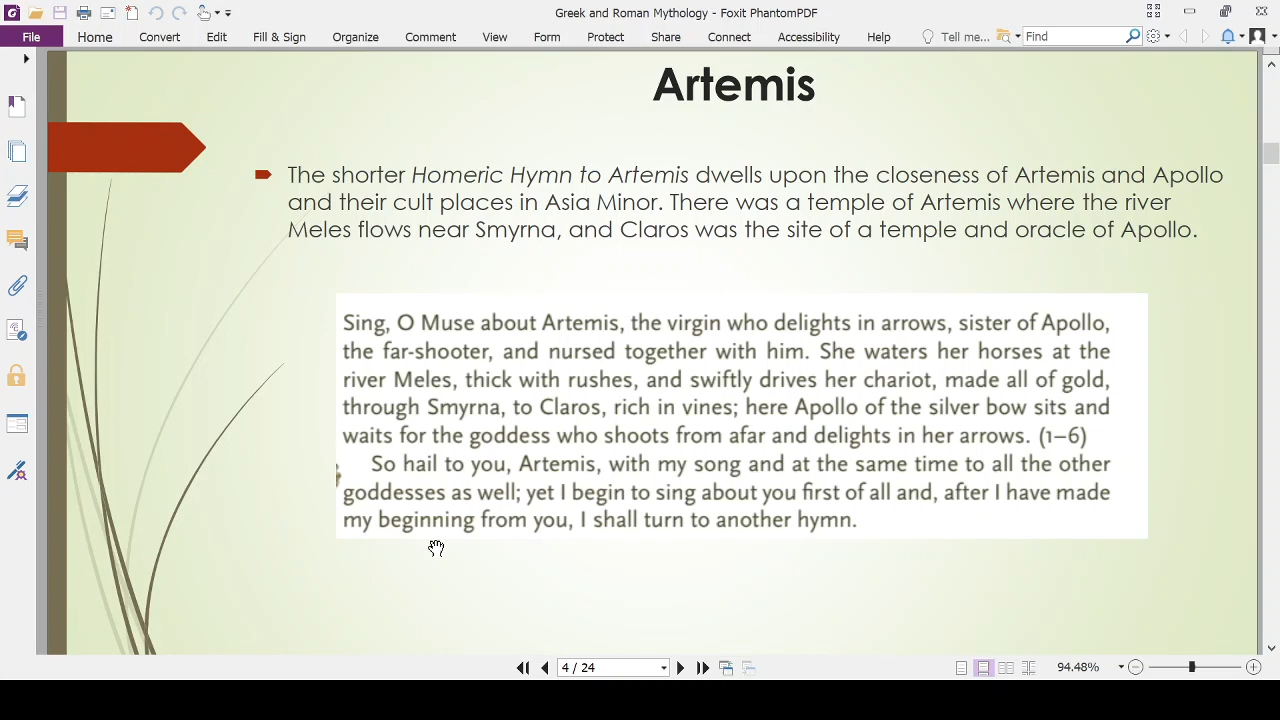 Greek and Roman Mythology - Foxit PhantomPDF
File Home Convert Edit Fill & Sign Organize Comment View Form Protect Share Connect Accessibility Help Tell me... Find
Artemis
The shorter Homeric Hymn to Artemis dwells upon the closeness of Artemis and Apollo
and their cult places in Asia Minor. There was a temple of Artemis where the river
Meles flows near Smyrna, and Claros was the site of a temple and oracle of Apollo.
Sing, O Muse about Artemis, the virgin who delights in arrows, sister of Apollo,
the far-shooter, and nursed together with him. She waters her horses at the
river Meles, thick with rushes, and swiftly drives her chariot, made all of gold,
through Smyrna, to Claros, rich in vines; here Apollo of the silver bow sits and
waits for the goddess who shoots from afar and delights in her arrows. (1–6)
So hail to you, Artemis, with my song and at the same time to all the other
goddesses as well; yet I begin to sing about you first of all and, after I have made
my beginning from you, I shall turn to another hymn.
4 / 24 94.48%